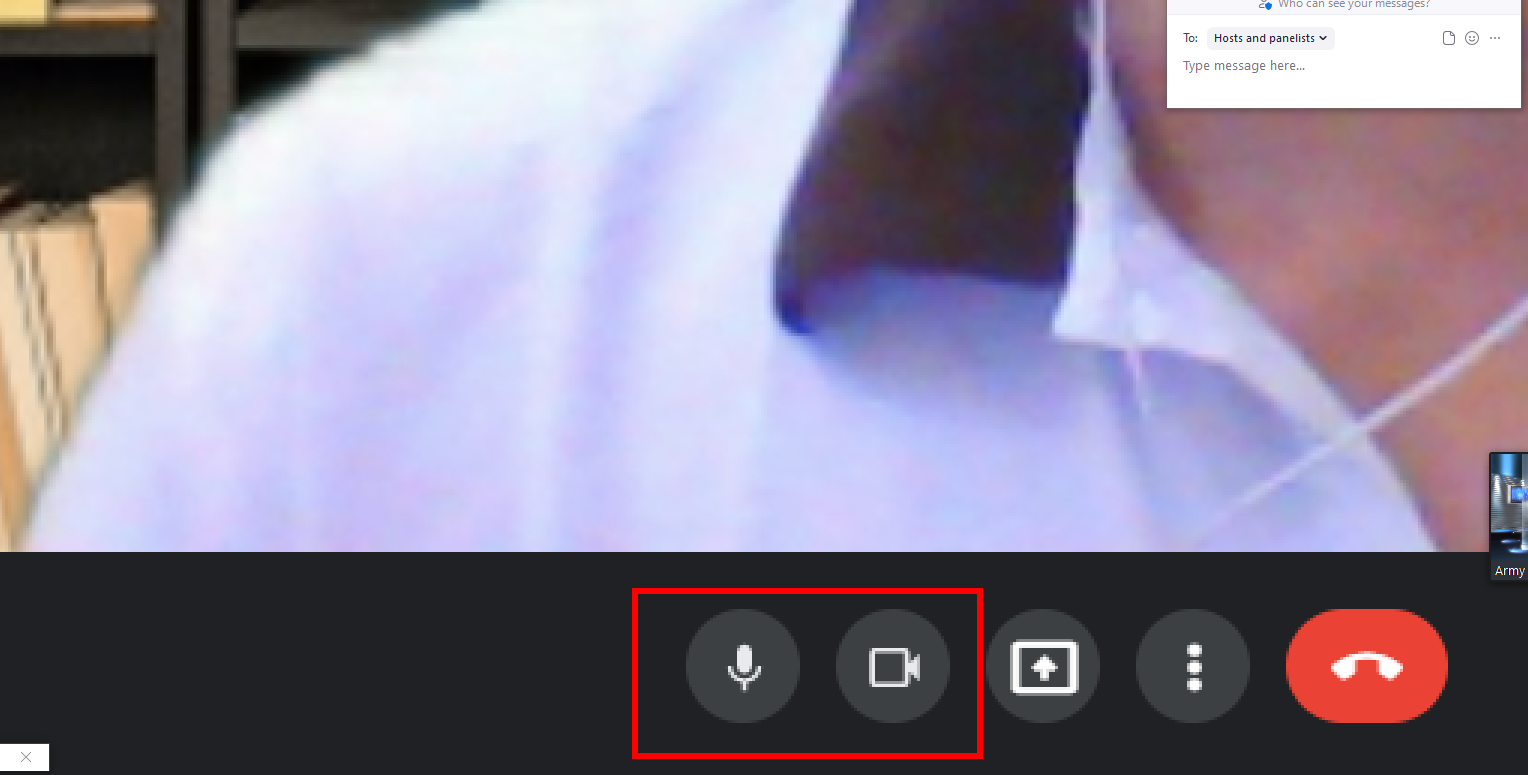 Who can see your messages?
To: Hosts and panelists
Type message here...
Army